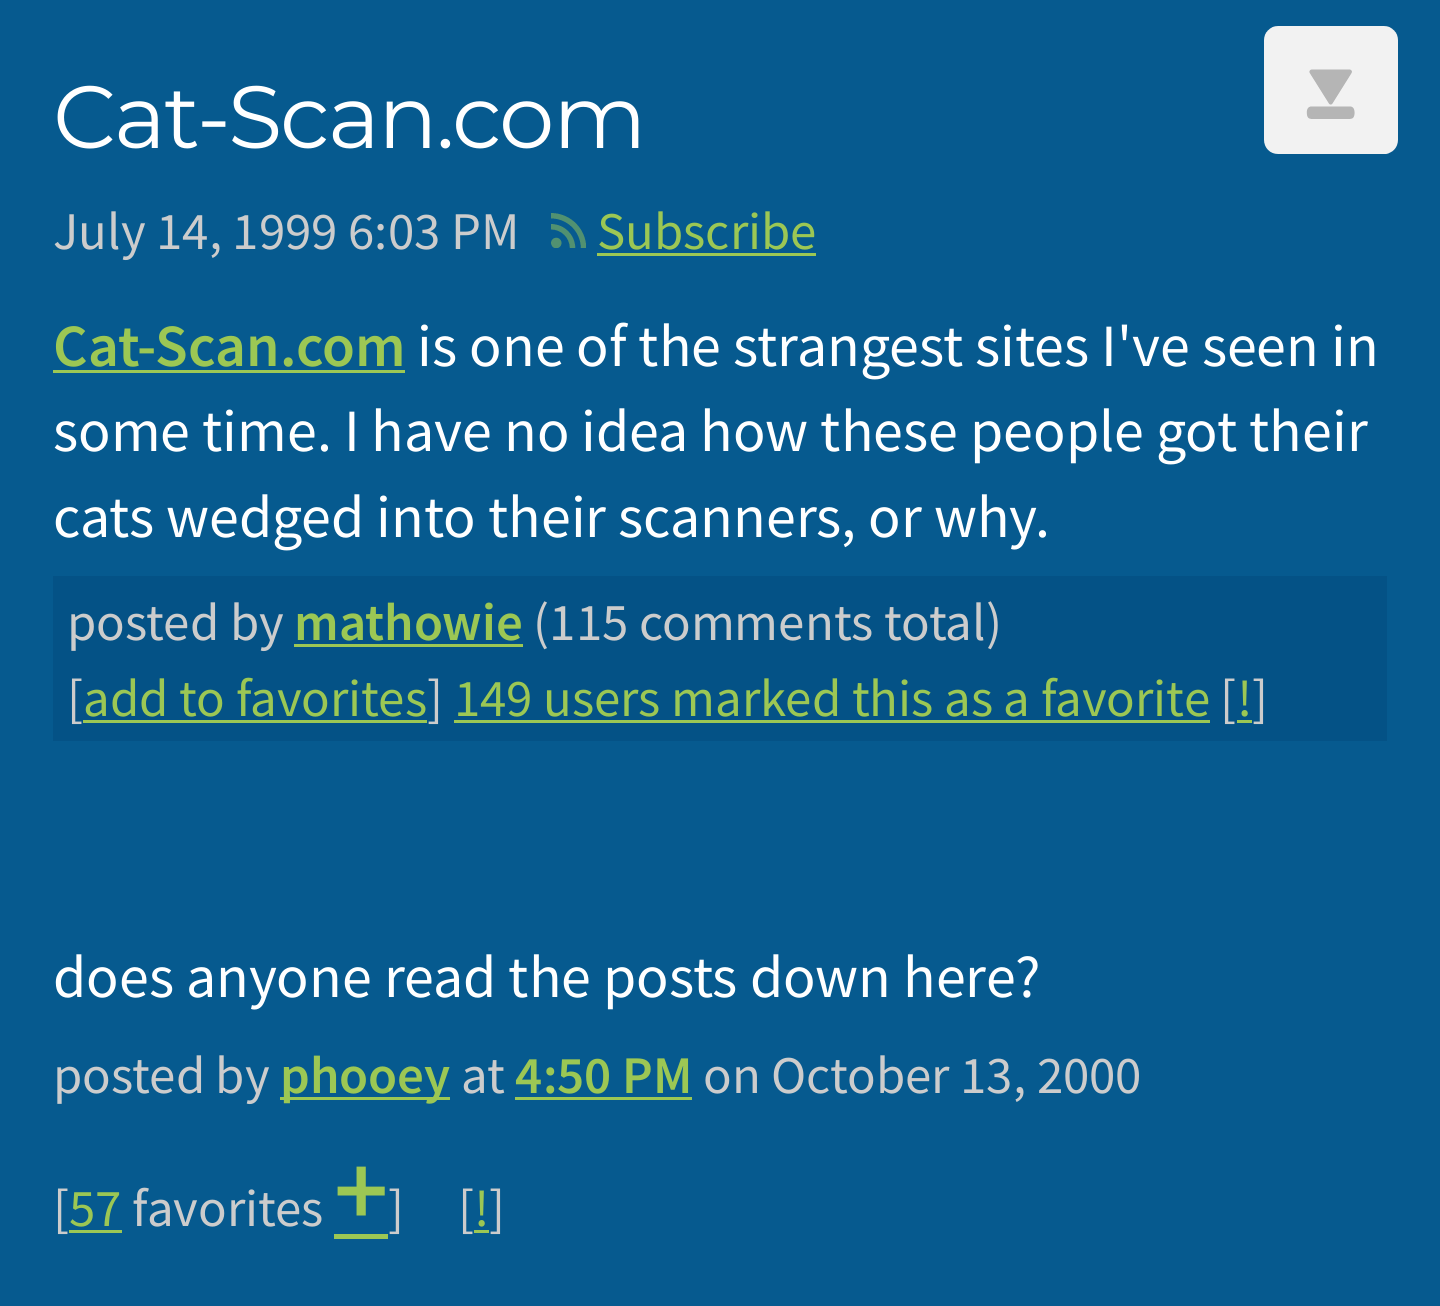 Cat-Scan.com
July 14, 1999 6:03 PM Subscribe
Cat-Scan.com is one of the strangest sites I've seen in
some time. I have no idea how these people got their
cats wedged into their scanners, or why.
posted by mathowie (115 comments total)
[add to favorites] 149 users marked this as a favorite [!]
does anyone read the posts down here?
posted by phooey at 4:50 PM on October 13, 2000
[57 favorites +] [!]